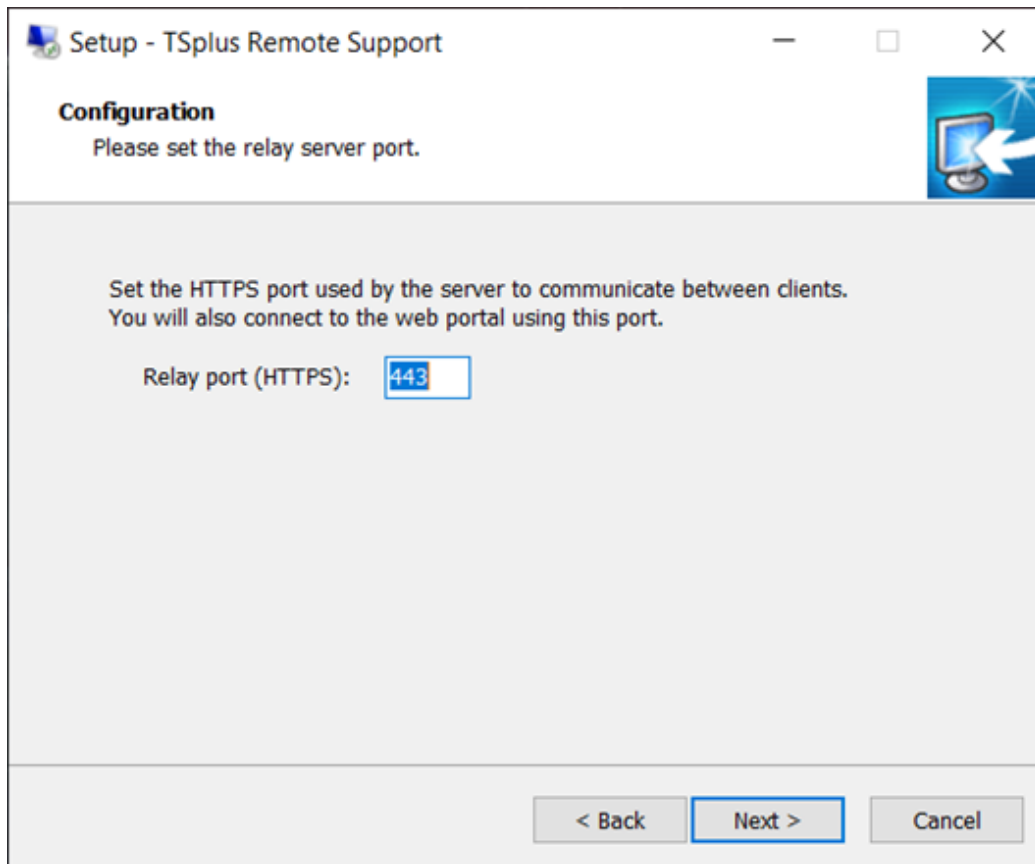 Setup - TSplus Remote Support
Configuration
Please set the relay server port.
Set the HTTPS port used by the server to communicate between clients.
You will also connect to the web portal using this port.
Relay port (HTTPS): 443
< Back Next > Cancel